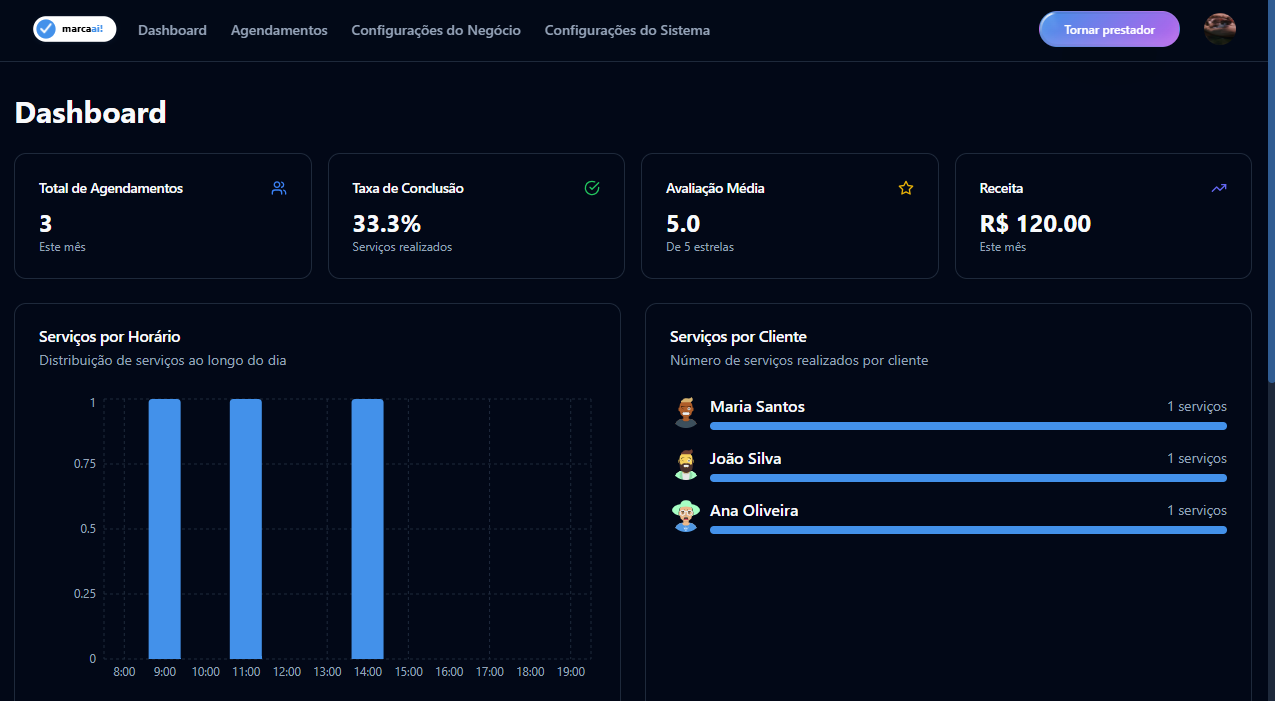 marcaai! Dashboard Agendamentos Configurações do Negócio Configurações do Sistema Tornar prestador
Dashboard
Total de Agendamentos
3
Este mês
Taxa de Conclusão
33.3%
Serviços realizados
Avaliação Média
5.0
De 5 estrelas
Receita
R$ 120.00
Este mês
Serviços por Horário
Distribuição de serviços ao longo do dia
1
0.75
0.5
0.25
0
8:00 9:00 10:00 11:00 12:00 13:00 14:00 15:00 16:00 17:00 18:00 19:00
Serviços por Cliente
Número de serviços realizados por cliente
Maria Santos 1 serviços
João Silva 1 serviços
Ana Oliveira 1 serviços